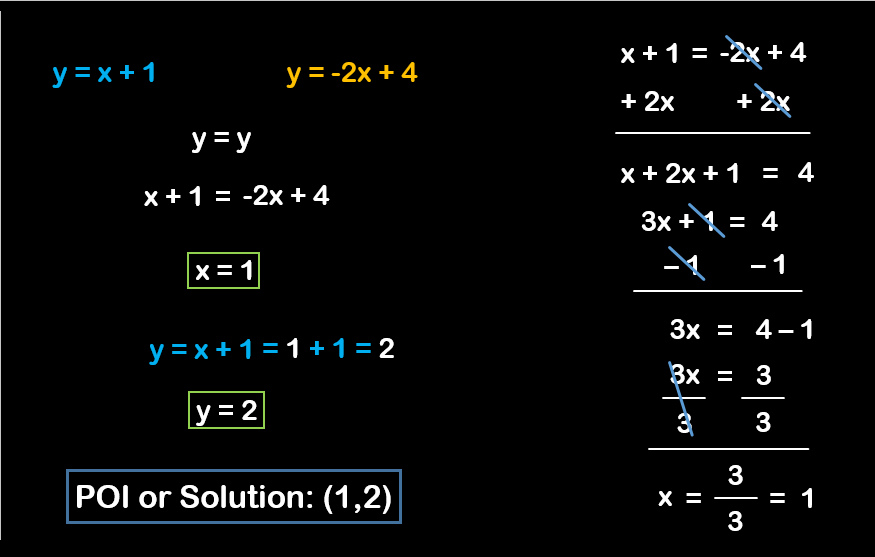 y = x + 1
y = -2x + 4
y = y
x + 1 = -2x + 4
x = 1
y = x + 1 = 1 + 1 = 2
y = 2
POI or Solution: (1,2)
x + 1 = -2x + 4
+ 2x + 2x
x + 2x + 1 = 4
3x + 1 = 4
– 1 – 1
3x = 4 – 1
3x = 3
3 3
x = 3/3 = 1